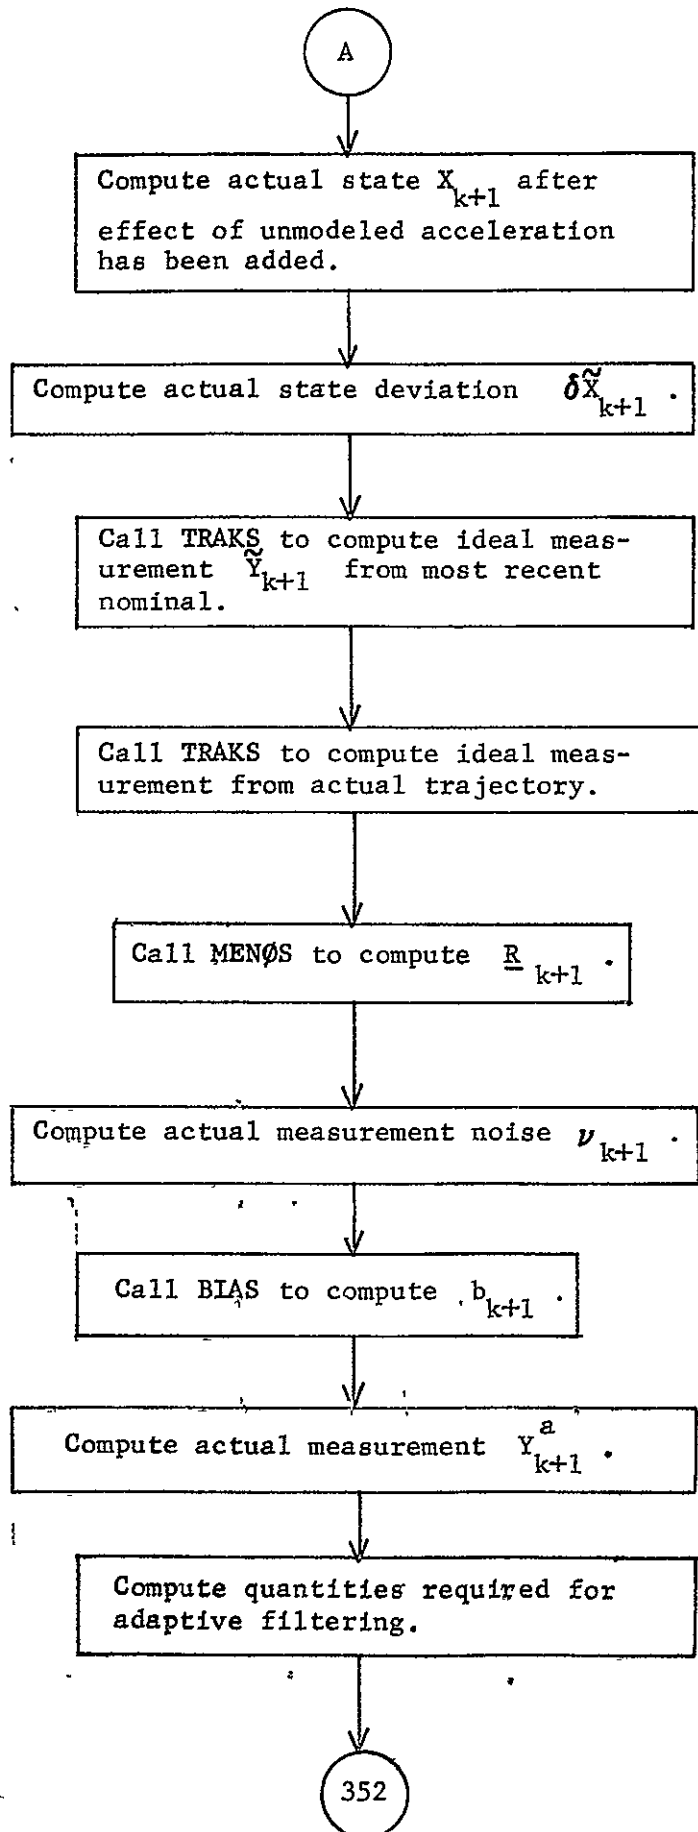 A
Compute actual state X_{k+1} after
effect of unmodeled acceleration
has been added.
Compute actual state deviation δX̃_{k+1} .
Call TRAKS to compute ideal meas-
urement Ỹ_{k+1} from most recent
nominal.
Call TRAKS to compute ideal meas-
urement from actual trajectory.
Call MENØS to compute R̲_{k+1} .
Compute actual measurement noise ν_{k+1} .
Call BIAS to compute b_{k+1} .
Compute actual measurement Y^a_{k+1} .
Compute quantities required for
adaptive filtering.
352